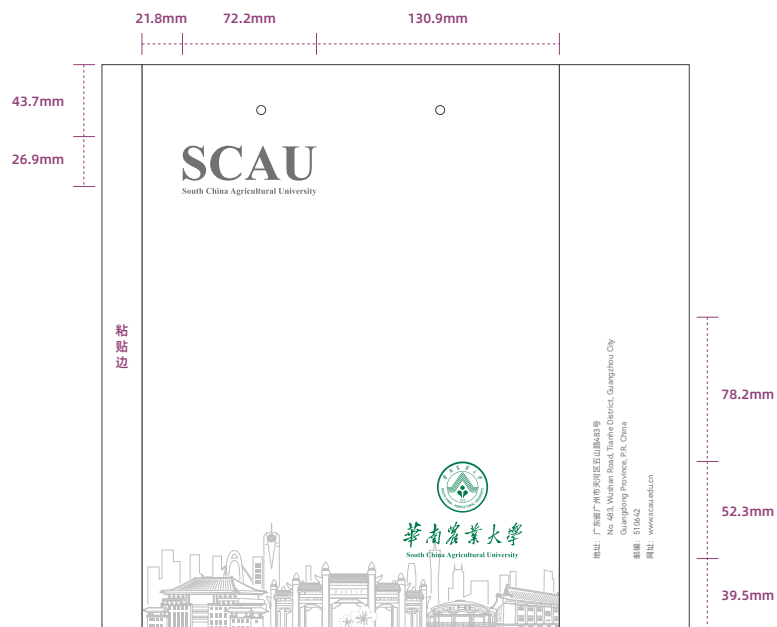 21.8mm 72.2mm 130.9mm
43.7mm
26.9mm
SCAU
South China Agricultural University
粘贴边
78.2mm
52.3mm
39.5mm
地址：广东省广州市天河区五山路483号
No. 483, Wushan Road, Tianhe District, Guangzhou City
Guangdong Province, P.R. China
邮编：510642
网址：www.scau.edu.cn
華南農業大學
South China Agricultural University